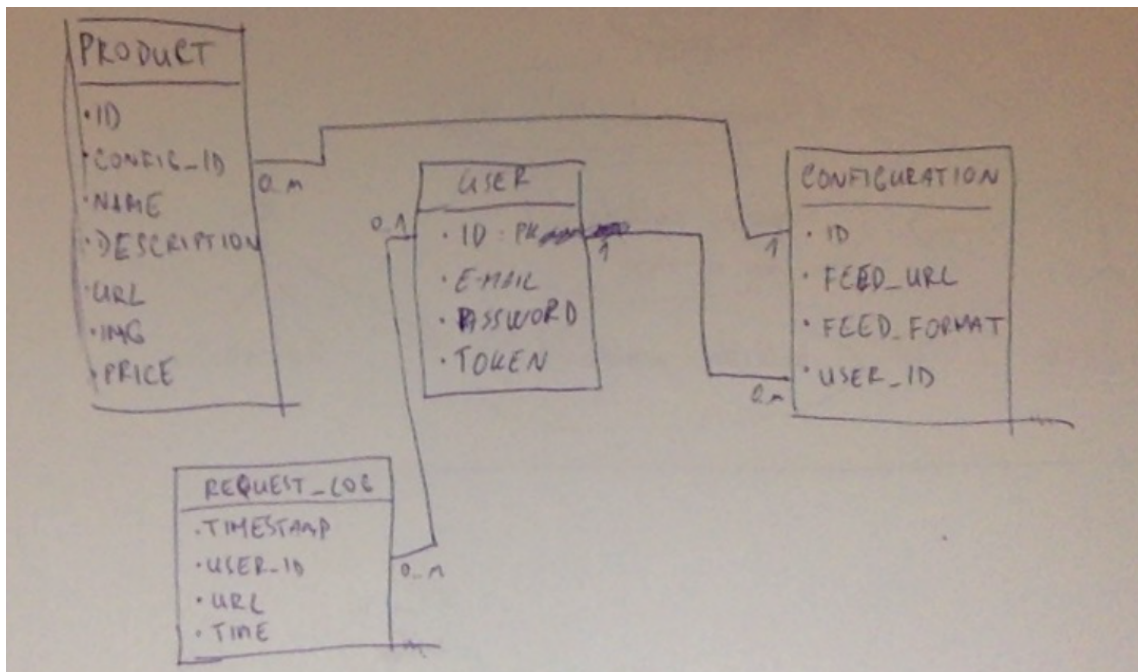 PRODUCT
·ID
·CONFIG_ID
·NAME
·DESCRIPTION
·URL
·IMG
·PRICE
0..n
USER
0..1
· ID : PK
1
· E-MAIL
· PASSWORD
· TOKEN
CONFIGURATION
1
· ID
· FEED_URL
· FEED_FORMAT
· USER_ID
0..n
REQUEST_LOG
·TIMESTAMP
·USER_ID
·URL
·TIME
0..n